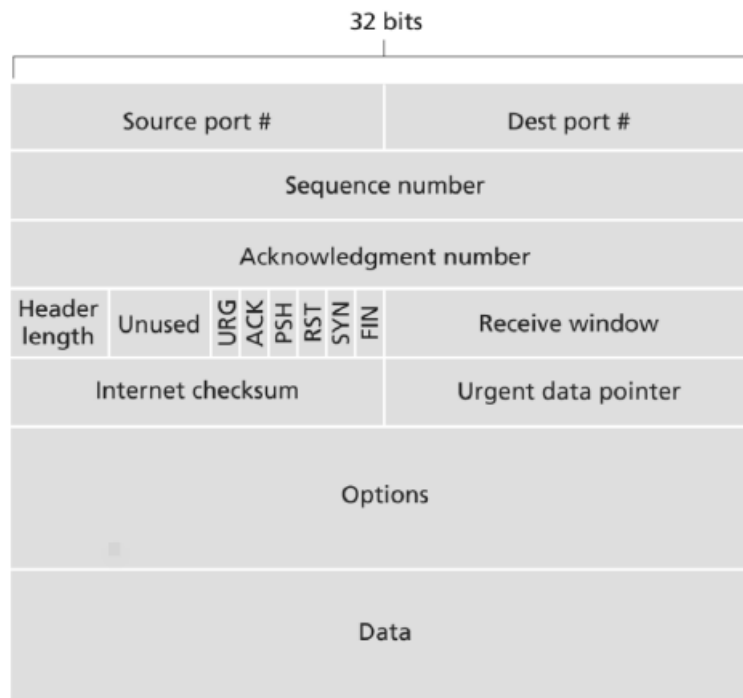 32 bits
Source port #
Dest port #
Sequence number
Acknowledgment number
Header
length
Unused
URG
ACK
PSH
RST
SYN
FIN
Receive window
Internet checksum
Urgent data pointer
Options
Data